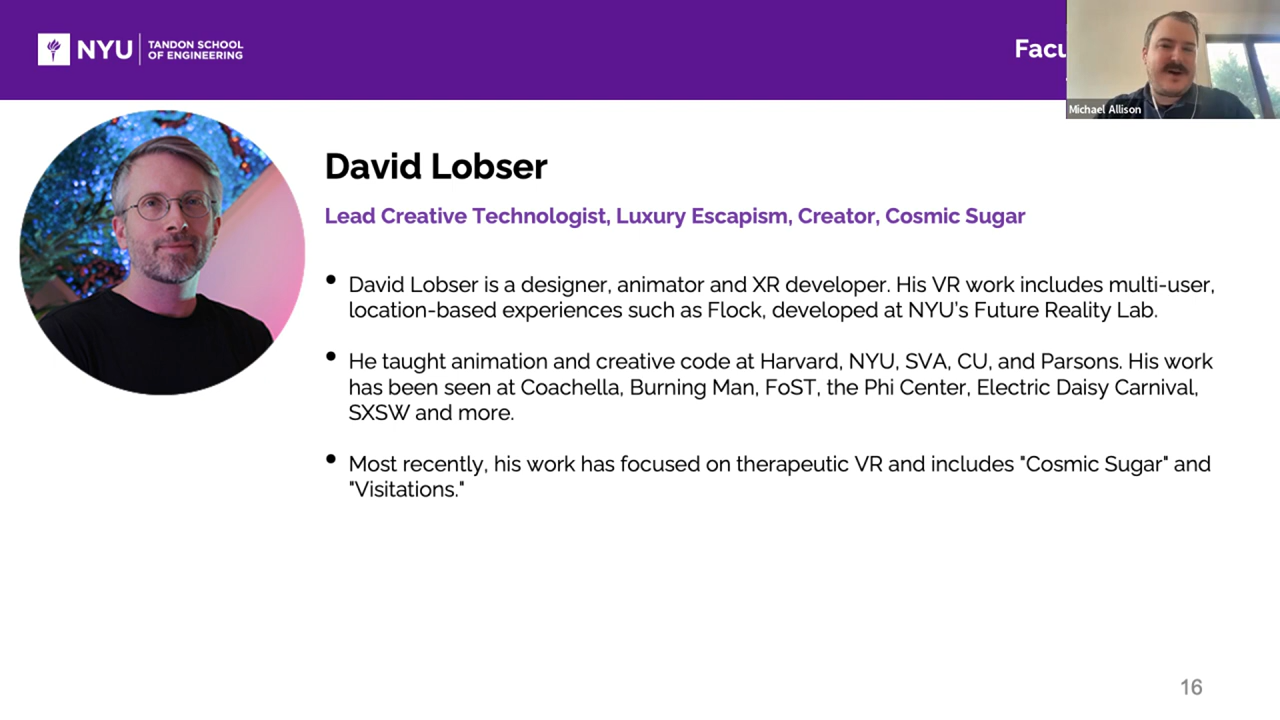 NYU
TANDON SCHOOL
OF ENGINEERING
Michael Allison
David Lobser
Lead Creative Technologist, Luxury Escapism, Creator, Cosmic Sugar
• David Lobser is a designer, animator and XR developer. His VR work includes multi-user,
location-based experiences such as Flock, developed at NYU’s Future Reality Lab.
• He taught animation and creative code at Harvard, NYU, SVA, CU, and Parsons. His work
has been seen at Coachella, Burning Man, FoST, the Phi Center, Electric Daisy Carnival,
SXSW and more.
• Most recently, his work has focused on therapeutic VR and includes "Cosmic Sugar" and
"Visitations."
16